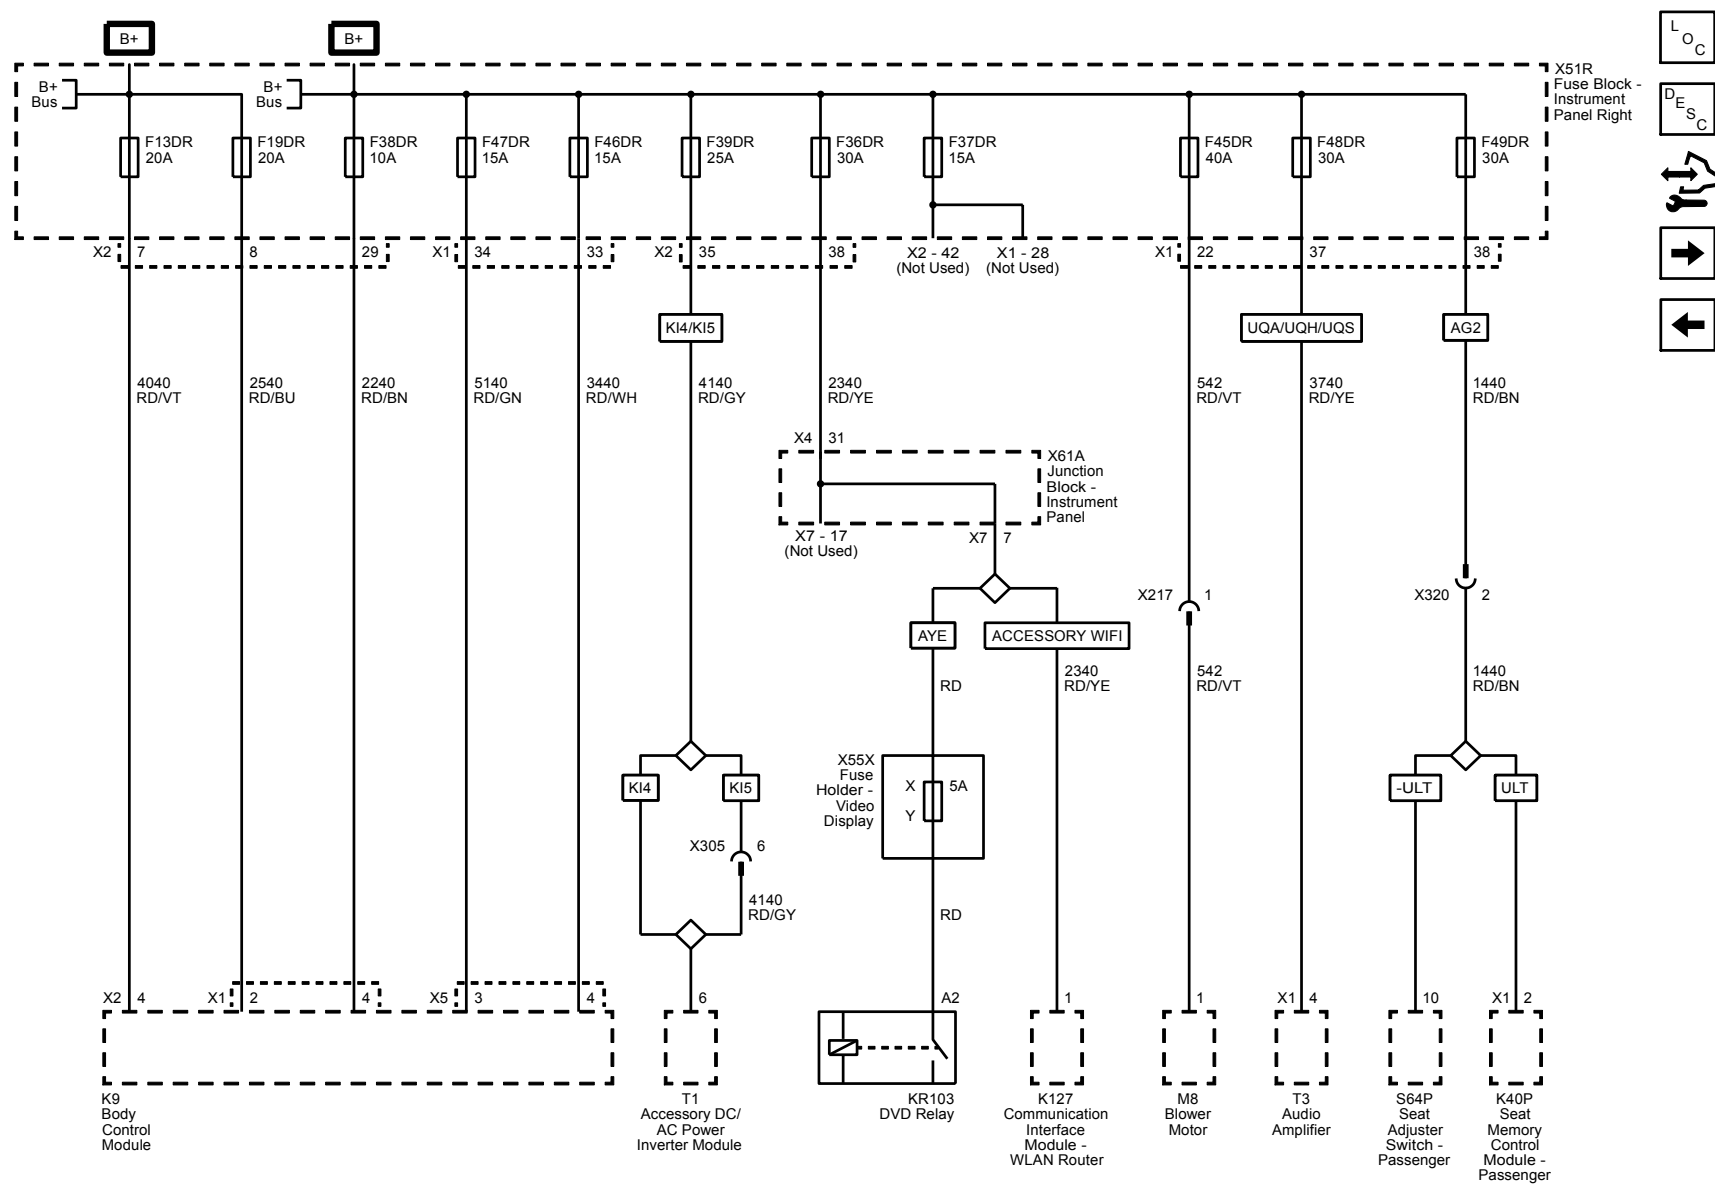 B+
B+
L
O
C
B+
Bus
B+
Bus
X51R
Fuse Block -
Instrument
Panel Right
D
E
S
C
F13DR
20A
F19DR
20A
F38DR
10A
F47DR
15A
F46DR
15A
F39DR
25A
F36DR
30A
F37DR
15A
F45DR
40A
F48DR
30A
F49DR
30A
X2
7
8
29
X1
34
33
X2
35
38
X2 - 42
(Not Used)
X1 - 28
(Not Used)
X1
22
37
38
KI4/KI5
UQA/UQH/UQS
AG2
4040
RD/VT
2540
RD/BU
2240
RD/BN
5140
RD/GN
3440
RD/WH
4140
RD/GY
2340
RD/YE
542
RD/VT
3740
RD/YE
1440
RD/BN
X4
31
X61A
Junction
Block -
Instrument
Panel
X7 - 17
(Not Used)
X7
7
X217
1
X320
2
AYE
ACCESSORY WIFI
RD
2340
RD/YE
542
RD/VT
1440
RD/BN
X55X
Fuse
Holder -
Video
Display
X
Y
5A
KI4
KI5
-ULT
ULT
X305
6
4140
RD/GY
RD
X2
4
X1
2
4
X5
3
4
6
A2
1
1
X1
4
10
X1
2
K9
Body
Control
Module
T1
Accessory DC/
AC Power
Inverter Module
KR103
DVD Relay
K127
Communication
Interface
Module -
WLAN Router
M8
Blower
Motor
T3
Audio
Amplifier
S64P
Seat
Adjuster
Switch -
Passenger
K40P
Seat
Memory
Control
Module -
Passenger